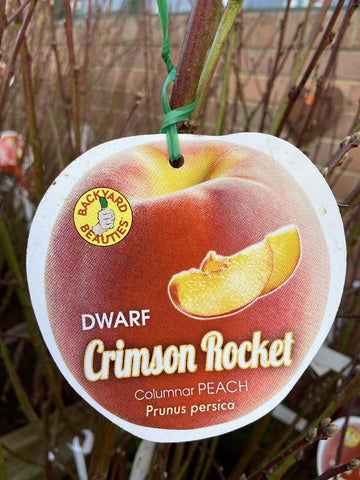 BACKYARD
BEAUTIES
DWARF
Crimson Rocket
Columnar PEACH
Prunus persica